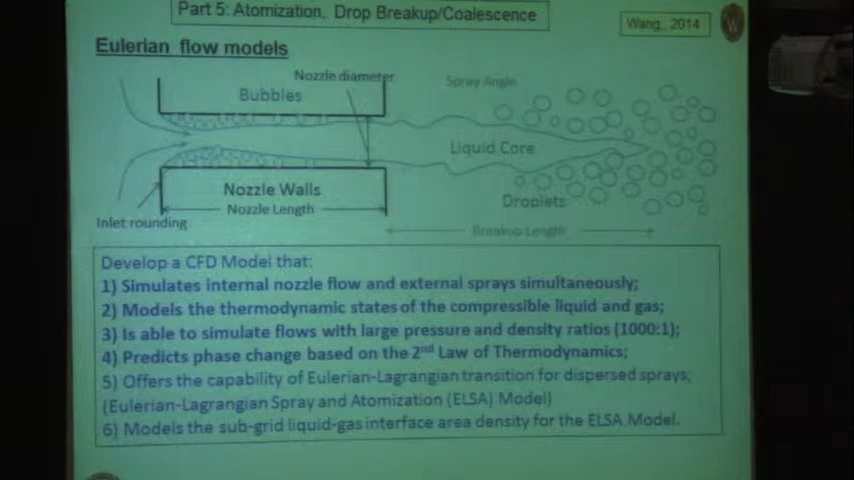 Part 5: Atomization, Drop Breakup/Coalescence
Wang, 2014
Eulerian flow models
Nozzle diameter
Spray Angle
Bubbles
Liquid Core
Nozzle Walls
Droplets
Nozzle Length
Inlet rounding
Breakup Length
Develop a CFD Model that:
1) Simulates internal nozzle flow and external sprays simultaneously;
2) Models the thermodynamic states of the compressible liquid and gas;
3) Is able to simulate flows with large pressure and density ratios (1000:1);
4) Predicts phase change based on the 2nd Law of Thermodynamics;
5) Offers the capability of Eulerian-Lagrangian transition for dispersed sprays;
(Eulerian-Lagrangian Spray and Atomization (ELSA) Model)
6) Models the sub-grid liquid-gas interface area density for the ELSA Model.